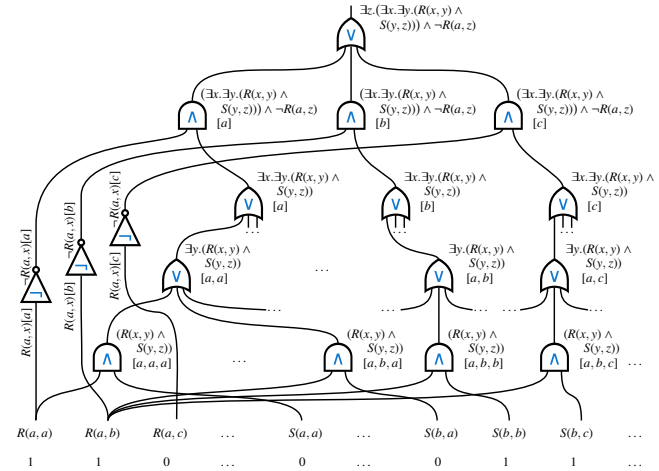 ∃z.(∃x.∃y.(R(x, y) ∧
S(y, z))) ∧ ¬R(a, z)
∨
(∃x.∃y.(R(x, y) ∧
S(y, z))) ∧ ¬R(a, z)
[a]
∧
(∃x.∃y.(R(x, y) ∧
S(y, z))) ∧ ¬R(a, z)
[b]
∧
(∃x.∃y.(R(x, y) ∧
S(y, z))) ∧ ¬R(a, z)
[c]
∧
∃x.∃y.(R(x, y) ∧
S(y, z))
[a]
∨
...
∃x.∃y.(R(x, y) ∧
S(y, z))
[b]
∨
...
∃x.∃y.(R(x, y) ∧
S(y, z))
[c]
∨
...
¬R(a, x)[a]
¬
R(a, x)[a]
¬R(a, x)[b]
¬
R(a, x)[b]
¬R(a, x)[c]
¬
R(a, x)[c]
∃y.(R(x, y) ∧
S(y, z))
[a, a]
∨
...
∃y.(R(x, y) ∧
S(y, z))
[a, b]
∨
∃y.(R(x, y) ∧
S(y, z))
[a, c]
∨
... ... ... ...
(R(x, y) ∧
S(y, z))
[a, a, a]
∧
...
(R(x, y) ∧
S(y, z))
[a, b, a]
∧
(R(x, y) ∧
S(y, z))
[a, b, b]
∧
(R(x, y) ∧
S(y, z))
[a, b, c]
∧
...
R(a, a) R(a, b) R(a, c) ... S(a, a) ... S(b, a) S(b, b) S(b, c) ...
1 1 0 ... 0 ... 0 1 1 ...